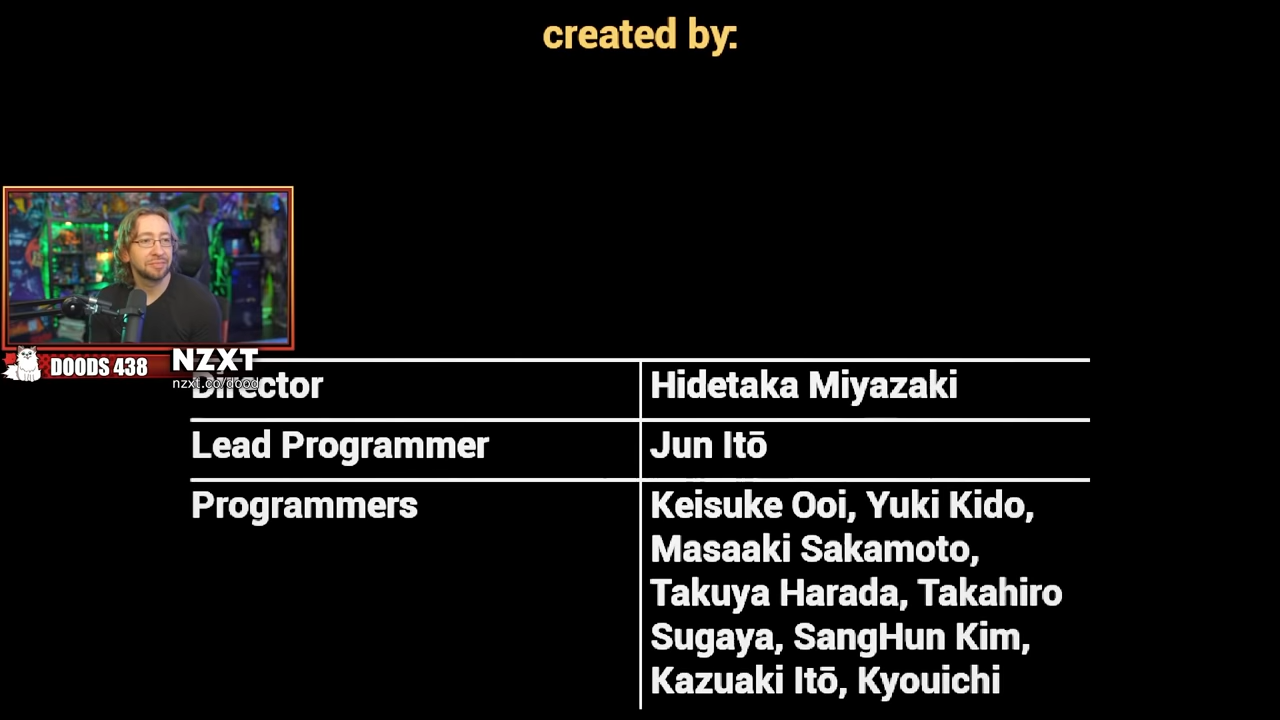 created by:
DOODS 438
NZXT
nzxt.co/dood
Director
Hidetaka Miyazaki
Lead Programmer
Jun Itō
Programmers
Keisuke Ooi, Yuki Kido,
Masaaki Sakamoto,
Takuya Harada, Takahiro
Sugaya, SangHun Kim,
Kazuaki Itō, Kyouichi